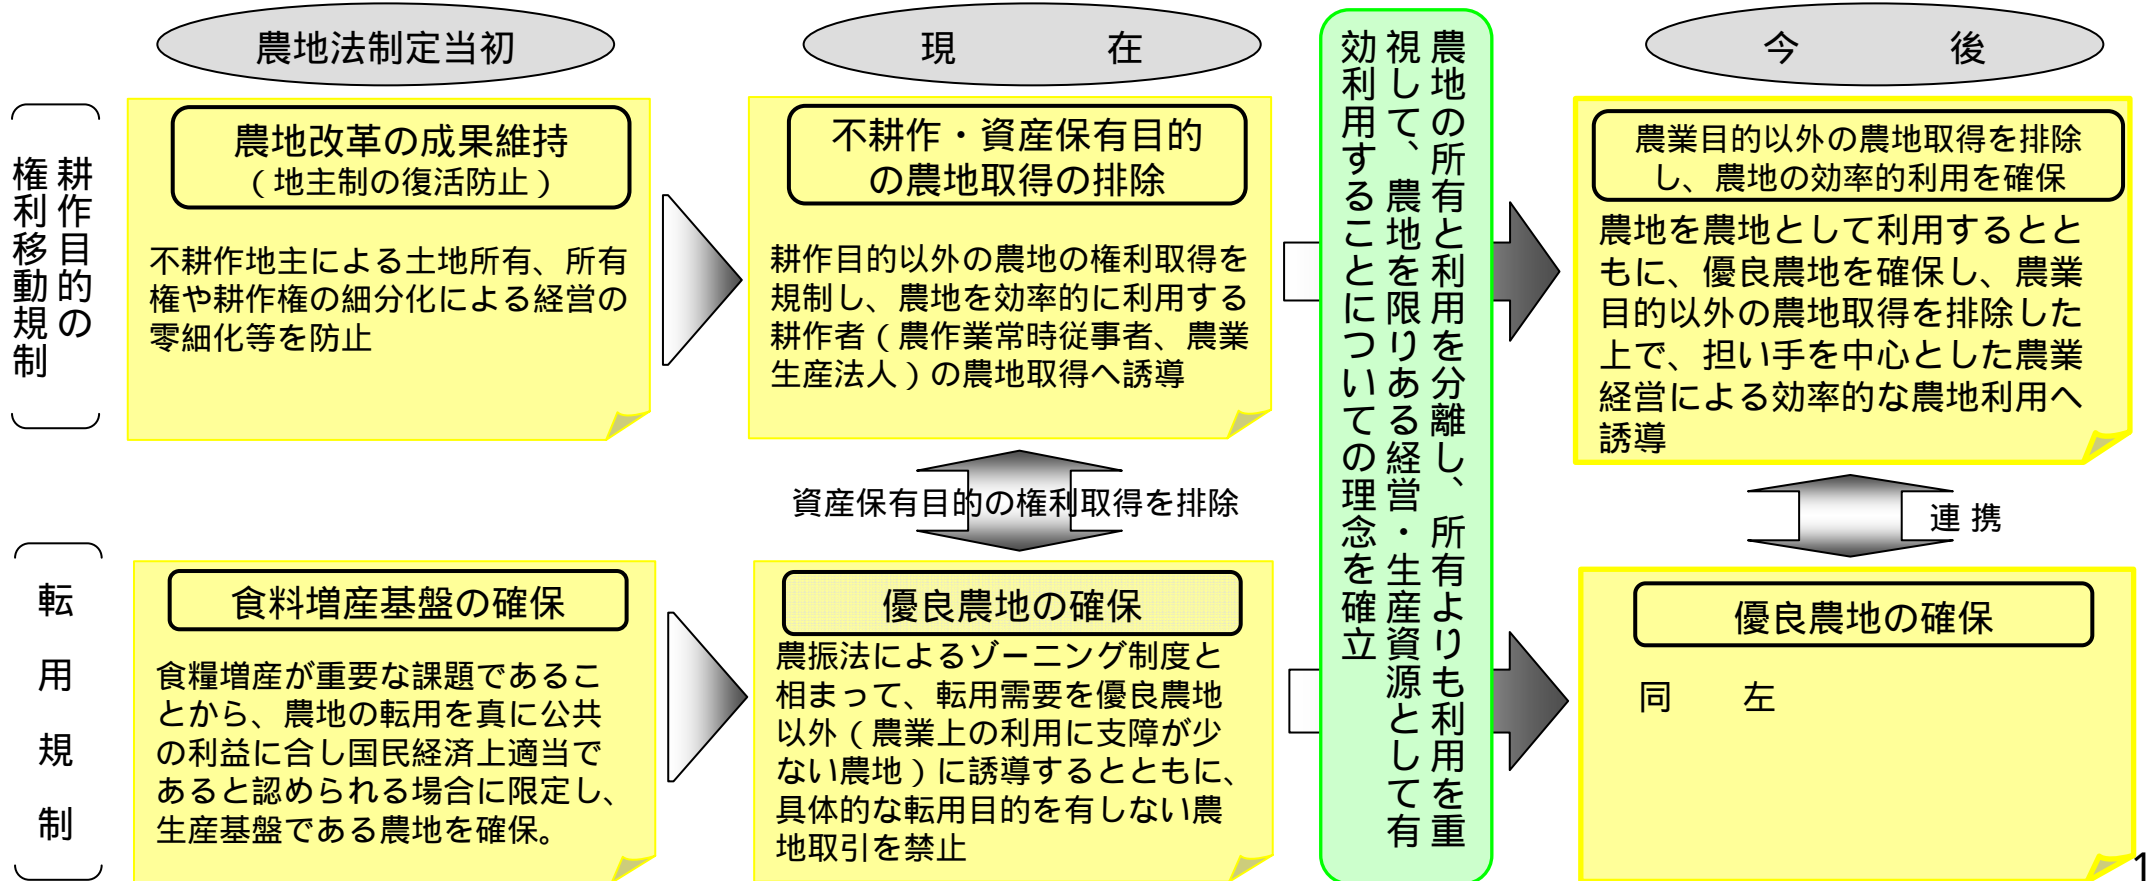 農地法制定当初
現　　　在
今　　　後
耕作目的の
権利移動規制
農地改革の成果維持
（地主制の復活防止）
不耕作地主による土地所有、所有
権や耕作権の細分化による経営の
零細化等を防止
不耕作・資産保有目的
の農地取得の排除
耕作目的以外の農地の権利取得を
規制し、農地を効率的に利用する
耕作者（農作業常時従事者、農業
生産法人）の農地取得へ誘導
農地の所有と利用を分離し、所有よりも利用を重
視して、農地を限りある経営・生産資源として有
効利用することについての理念を確立
農業目的以外の農地取得を排除
し、農地の効率的利用を確保
農地を農地として利用するとと
もに、優良農地を確保し、農業
目的以外の農地取得を排除した
上で、担い手を中心とした農業
経営による効率的な農地利用へ
誘導
資産保有目的の権利取得を排除
連 携
転用規制
食料増産基盤の確保
食糧増産が重要な課題であるこ
とから、農地の転用を真に公共
の利益に合し国民経済上適当で
あると認められる場合に限定し、
生産基盤である農地を確保。
優良農地の確保
農振法によるゾーニング制度と
相まって、転用需要を優良農地
以外（農業上の利用に支障が少
ない農地）に誘導するとともに、
具体的な転用目的を有しない農
地取引を禁止
優良農地の確保
同　　左
1